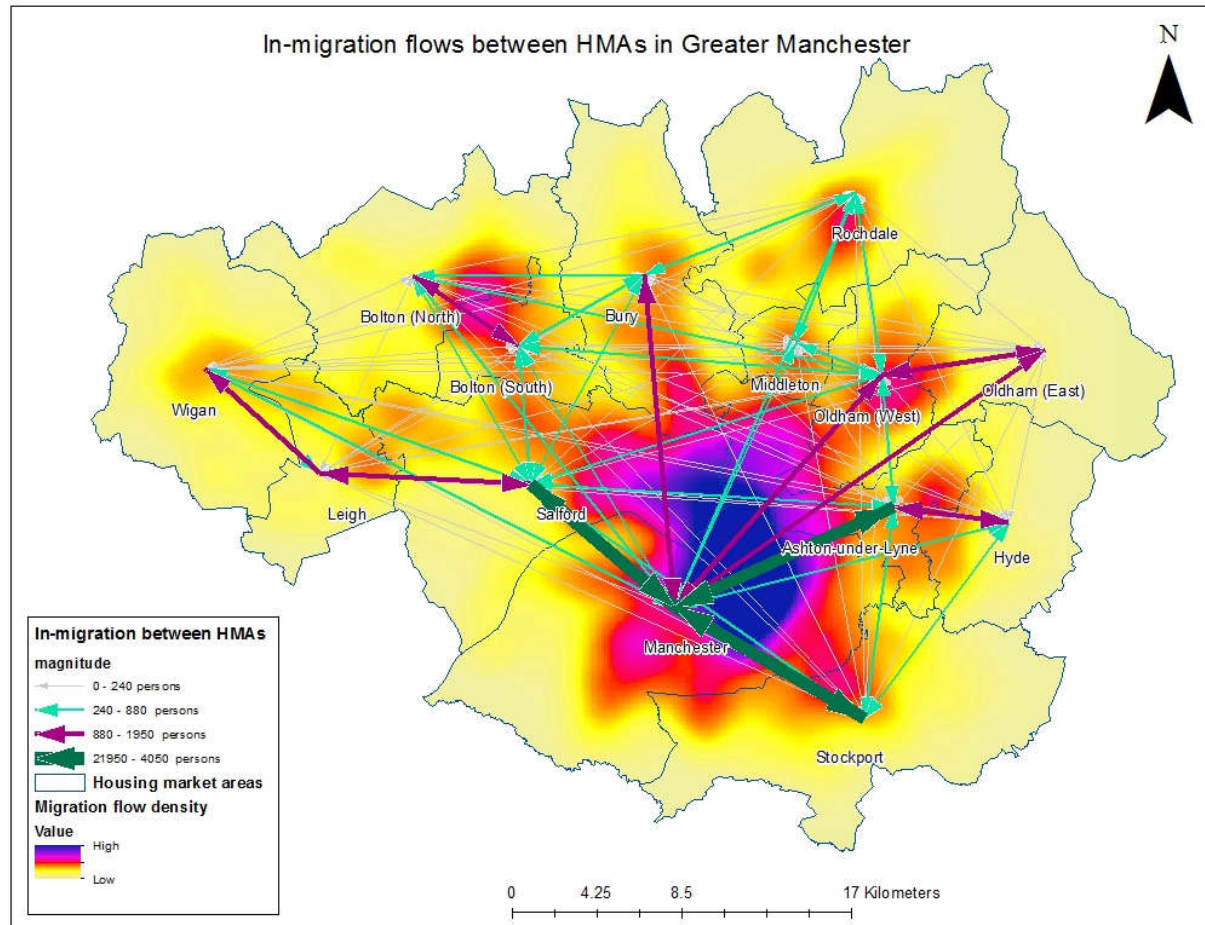 In-migration flows between HMAs in Greater Manchester
N
Rochdale
Bolton (North)
Bury
Bolton (South)
Middleton
Oldham (East)
Wigan
Oldham (West)
Leigh
Salford
Ashton-under-Lyne
Hyde
Manchester
Stockport
In-migration between HMAs
magnitude
0 - 240 persons
240 - 880 persons
880 - 1950 persons
21950 - 4050 persons
Housing market areas
Migration flow density
Value
High
Low
0 4.25 8.5 17 Kilometers